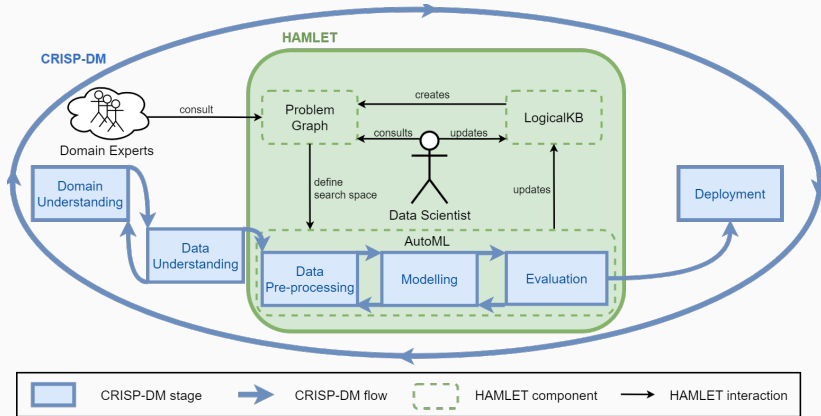 HAMLET
CRISP-DM
Problem
Graph
creates
LogicalKB
consult
consults
updates
Domain Experts
define
search space
updates
Domain
Understanding
Deployment
Data Scientist
AutoML
Data
Understanding
Data
Pre-processing
Modelling
Evaluation
CRISP-DM stage
CRISP-DM flow
HAMLET component
HAMLET interaction